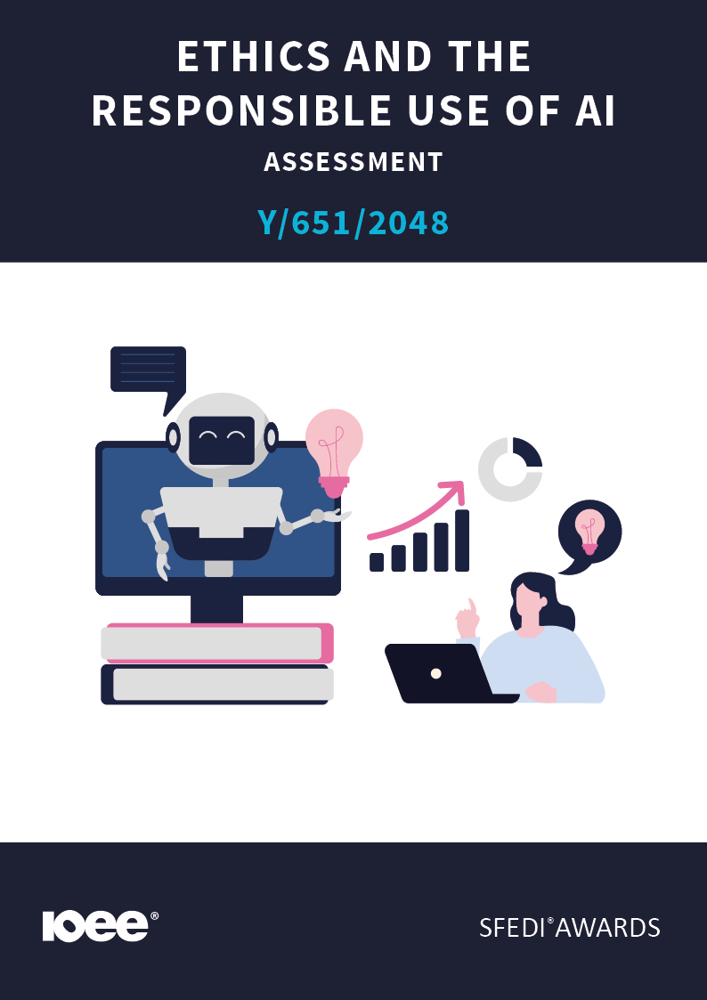 ETHICS AND THE
RESPONSIBLE USE OF AI
ASSESSMENT
Y/651/2048
ioee®
SFEDI®AWARDS